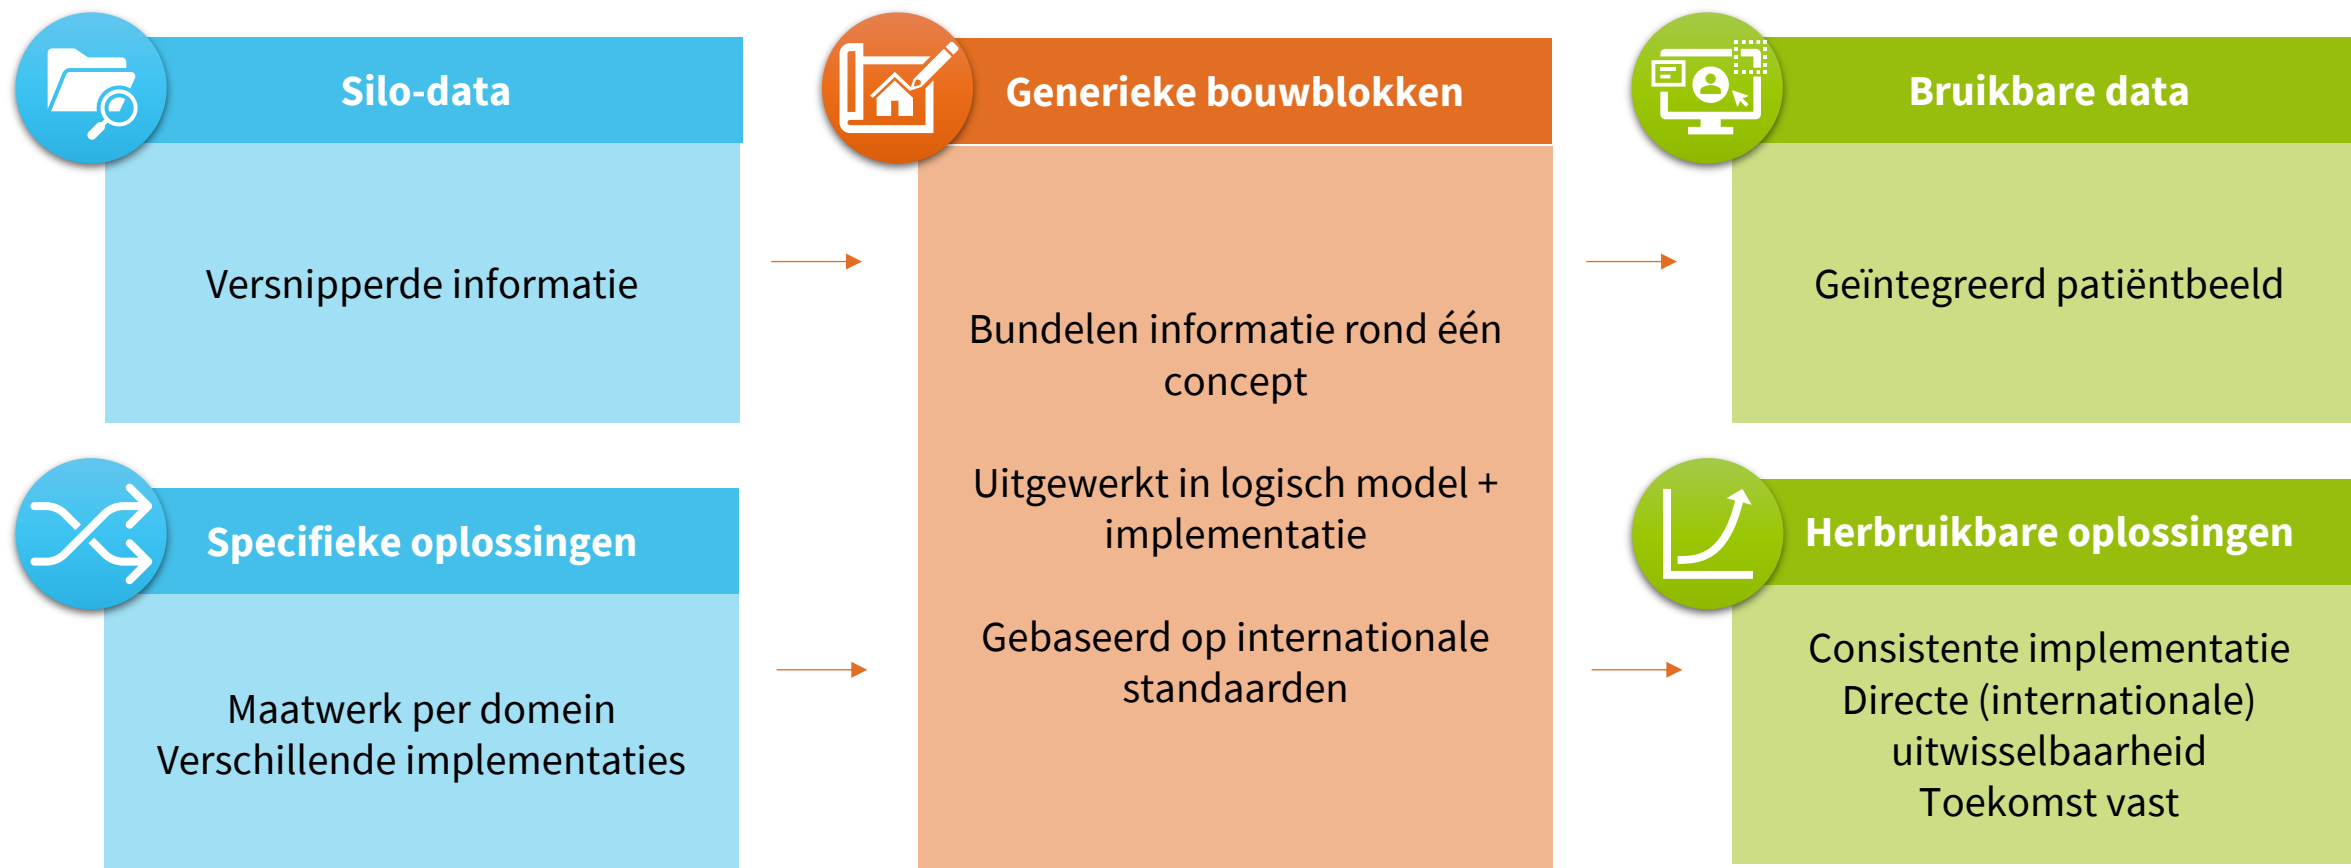 Silo-data
Versnipperde informatie
Specifieke oplossingen
Maatwerk per domein
Verschillende implementaties
Generieke bouwblokken
Bundelen informatie rond één
concept
Uitgewerkt in logisch model +
implementatie
Gebaseerd op internationale
standaarden
Bruikbare data
Geïntegreerd patiëntbeeld
Herbruikbare oplossingen
Consistente implementatie
Directe (internationale)
uitwisselbaarheid
Toekomst vast